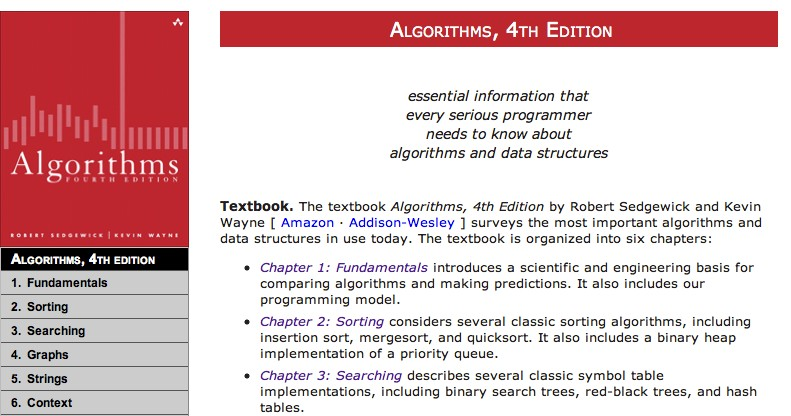 Algorithms
FOURTH EDITION
ROBERT SEDGEWICK | KEVIN WAYNE
ALGORITHMS, 4TH EDITION
1. Fundamentals
2. Sorting
3. Searching
4. Graphs
5. Strings
6. Context
ALGORITHMS, 4TH EDITION
essential information that
every serious programmer
needs to know about
algorithms and data structures
Textbook. The textbook Algorithms, 4th Edition by Robert Sedgewick and Kevin
Wayne [ Amazon · Addison-Wesley ] surveys the most important algorithms and
data structures in use today. The textbook is organized into six chapters:
• Chapter 1: Fundamentals introduces a scientific and engineering basis for
comparing algorithms and making predictions. It also includes our
programming model.
• Chapter 2: Sorting considers several classic sorting algorithms, including
insertion sort, mergesort, and quicksort. It also includes a binary heap
implementation of a priority queue.
• Chapter 3: Searching describes several classic symbol table
implementations, including binary search trees, red-black trees, and hash
tables.